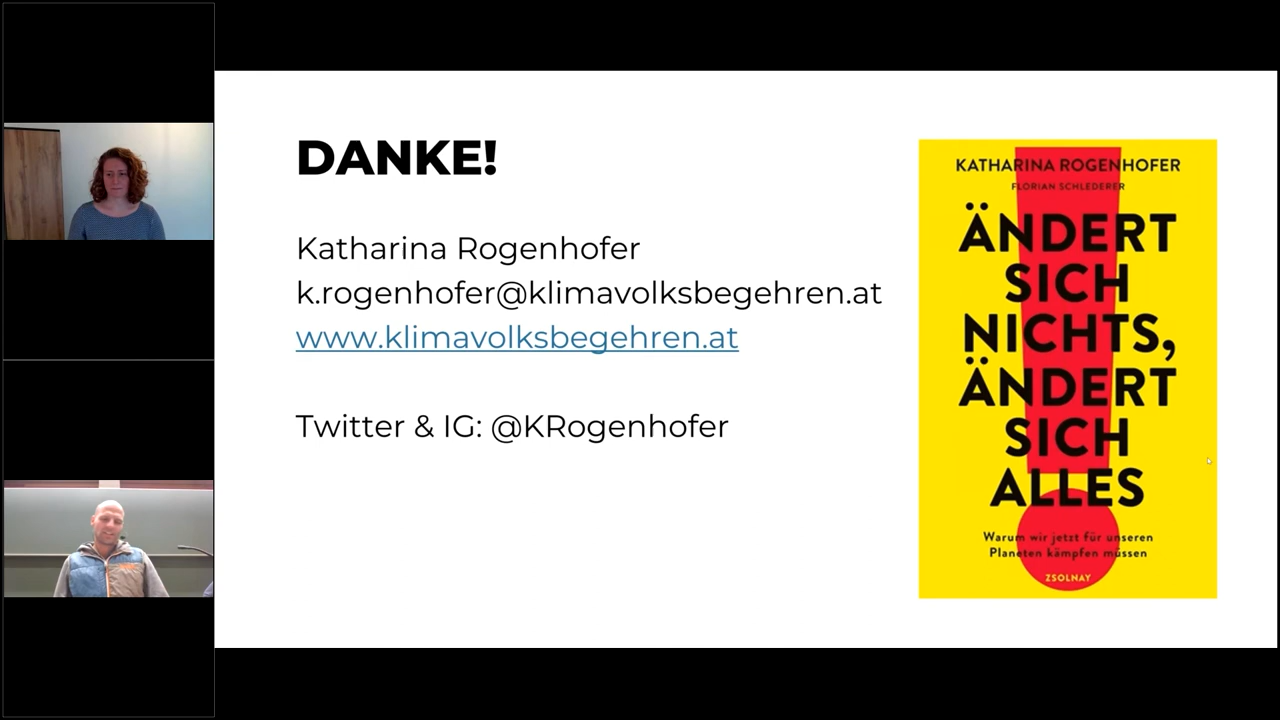 DANKE!
Katharina Rogenhofer
k.rogenhofer@klimavolksbegehren.at
www.klimavolksbegehren.at
Twitter & IG: @KRogenhofer
KATHARINA ROGENHOFER
FLORIAN SCHLEDERER
ÄNDERT
SICH
NICHTS,
ÄNDERT
SICH
ALLES
Warum wir jetzt für unseren
Planeten kämpfen müssen
ZSOLNAY